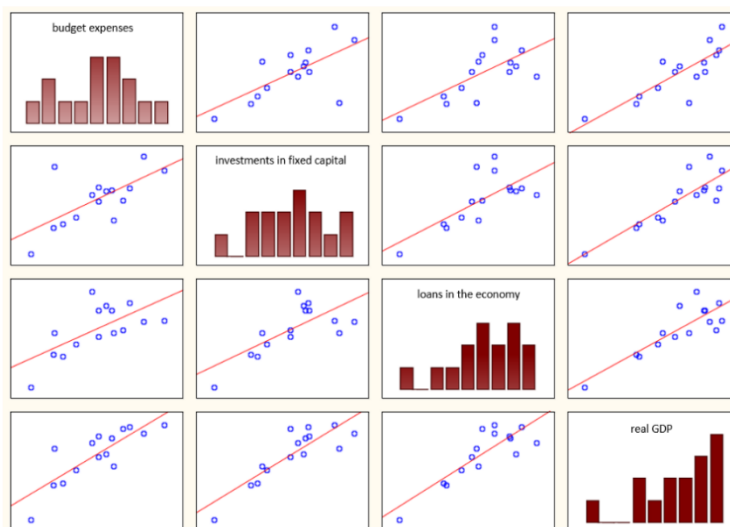 budget expenses
investments in fixed capital
loans in the economy
real GDP